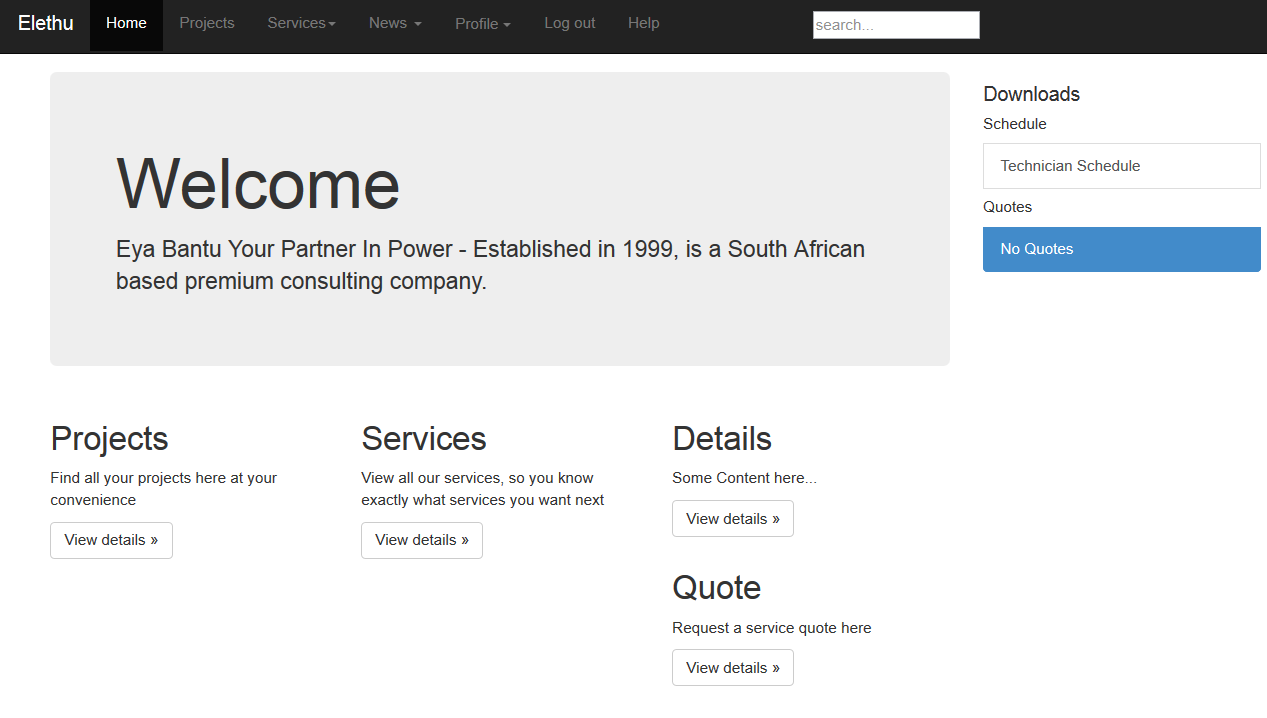 Elethu Home Projects Services News Profile Log out Help search...
Welcome
Eya Bantu Your Partner In Power - Established in 1999, is a South African
based premium consulting company.
Downloads
Schedule
Technician Schedule
Quotes
No Quotes
Projects
Find all your projects here at your
convenience
View details »
Services
View all our services, so you know
exactly what services you want next
View details »
Details
Some Content here...
View details »
Quote
Request a service quote here
View details »